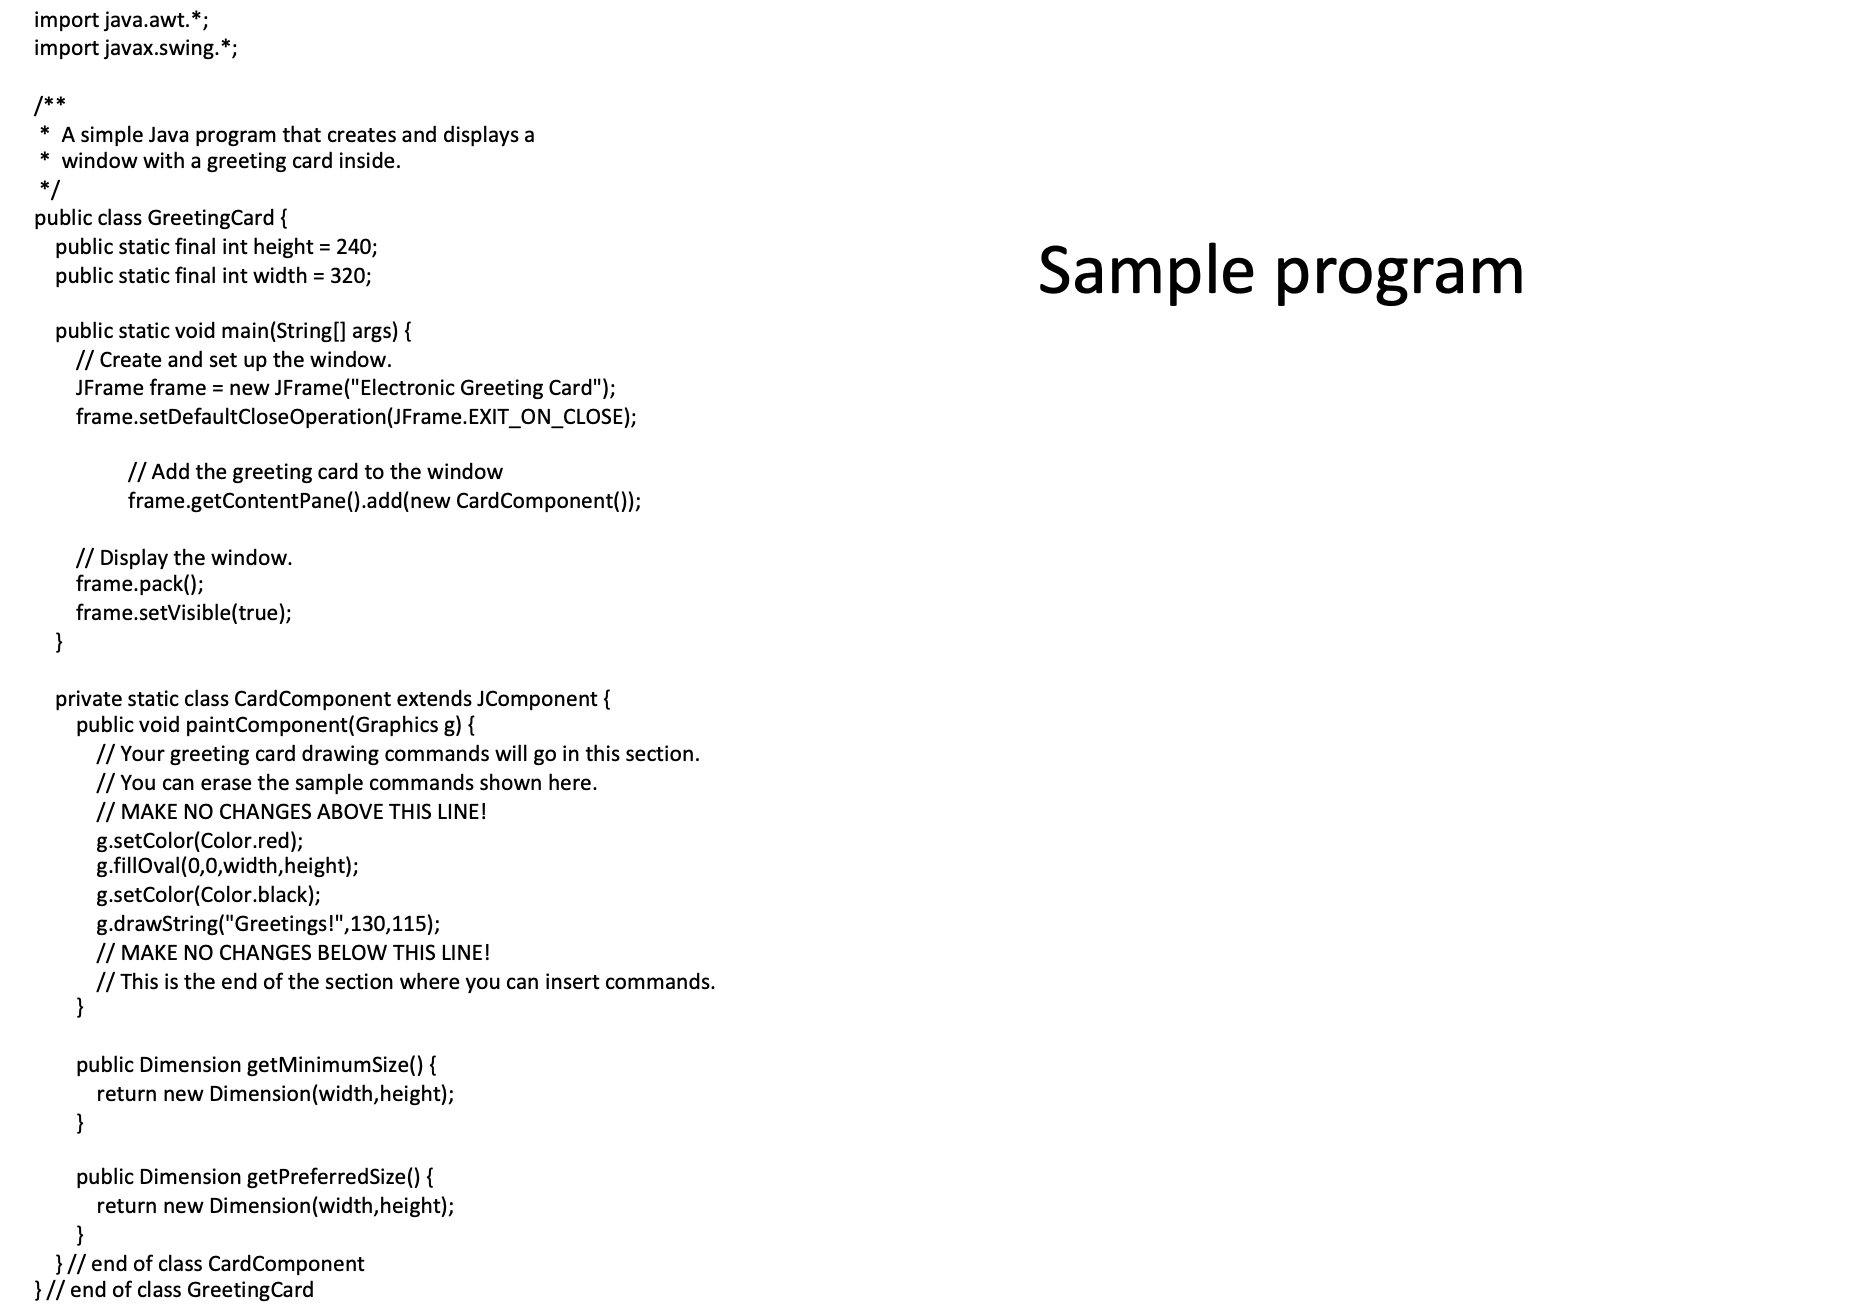 import java.awt.*;
import javax.swing.*;

/**
 *  A simple Java program that creates and displays a
 *  window with a greeting card inside.
 */
public class GreetingCard {
    public static final int height = 240;
    public static final int width = 320;

    public static void main(String[] args) {
        // Create and set up the window.
        JFrame frame = new JFrame("Electronic Greeting Card");
        frame.setDefaultCloseOperation(JFrame.EXIT_ON_CLOSE);

                // Add the greeting card to the window
                frame.getContentPane().add(new CardComponent());

        // Display the window.
        frame.pack();
        frame.setVisible(true);
    }

    private static class CardComponent extends JComponent {
        public void paintComponent(Graphics g) {
            // Your greeting card drawing commands will go in this section.
            // You can erase the sample commands shown here.
            // MAKE NO CHANGES ABOVE THIS LINE!
            g.setColor(Color.red);
            g.fillOval(0,0,width,height);
            g.setColor(Color.black);
            g.drawString("Greetings!",130,115);
            // MAKE NO CHANGES BELOW THIS LINE!
            // This is the end of the section where you can insert commands.
        }

        public Dimension getMinimumSize() {
            return new Dimension(width,height);
        }

        public Dimension getPreferredSize() {
            return new Dimension(width,height);
        }
    } // end of class CardComponent
} // end of class GreetingCard
Sample program